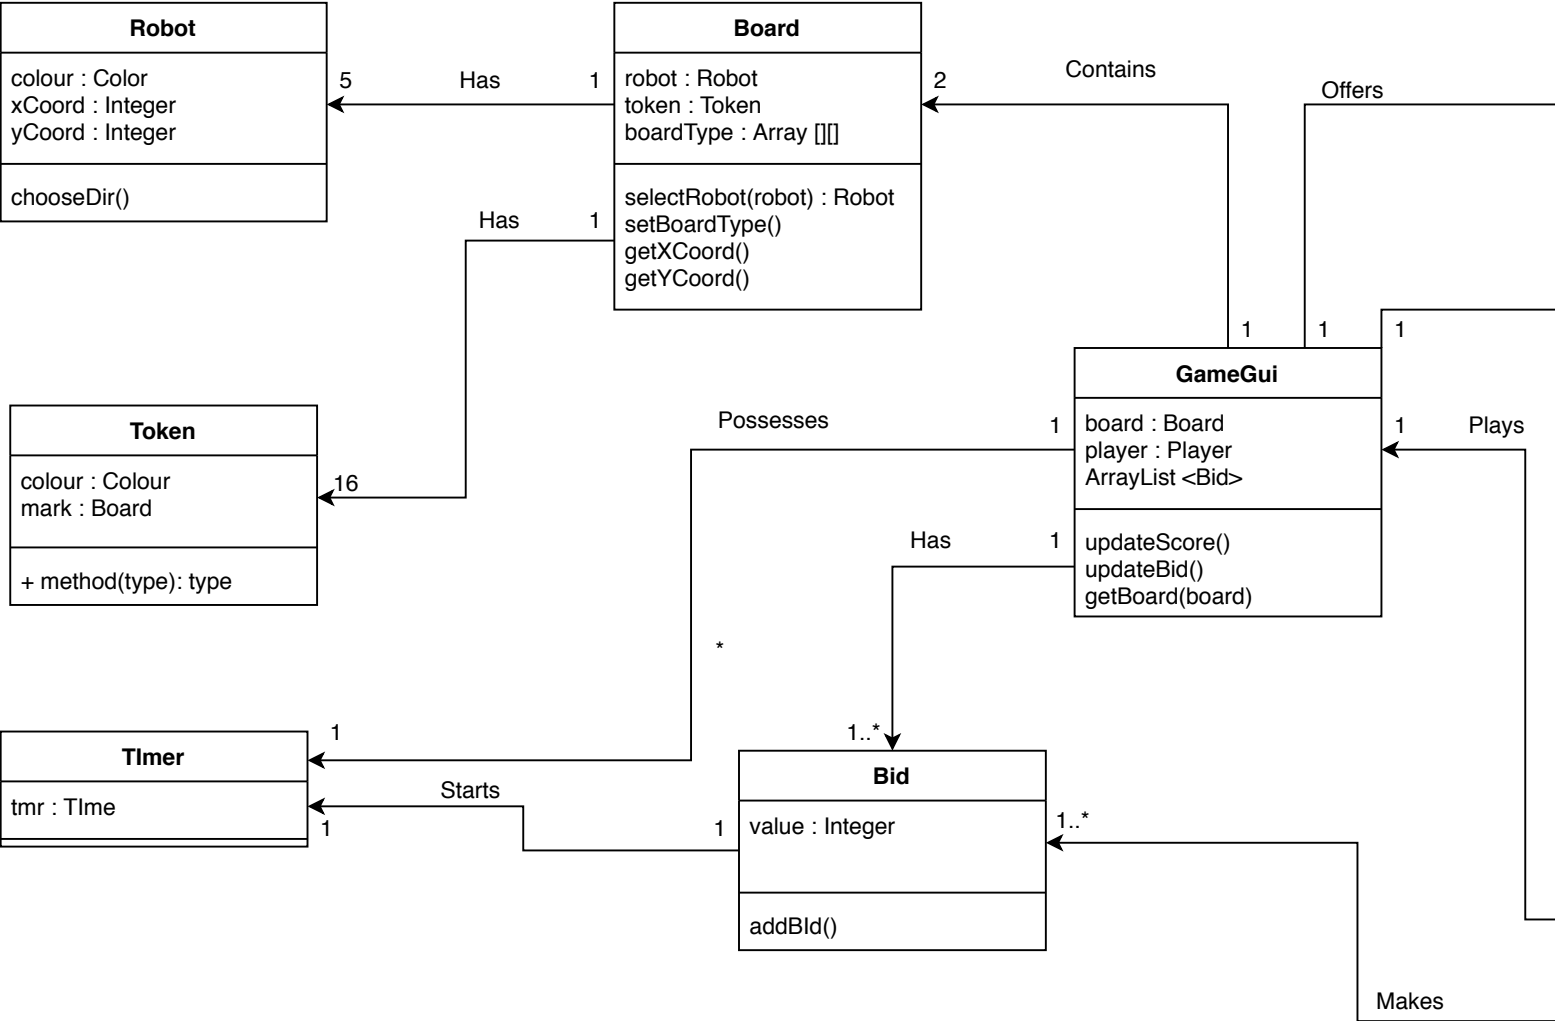 Robot
colour : Color
xCoord : Integer
yCoord : Integer
chooseDir()
5
Has
1
Board
robot : Robot
token : Token
boardType : Array [][]
selectRobot(robot) : Robot
setBoardType()
getXCoord()
getYCoord()
2
Contains
Offers
Has
1
1
1
1
GameGui
board : Board
player : Player
ArrayList <Bid>
updateScore()
updateBid()
getBoard(board)
1
Plays
Token
colour : Colour
mark : Board
+ method(type): type
16
Possesses
1
Has
1
*
1..*
TImer
tmr : TIme
1
Starts
1
1
Bid
value : Integer
addBId()
1..*
Makes